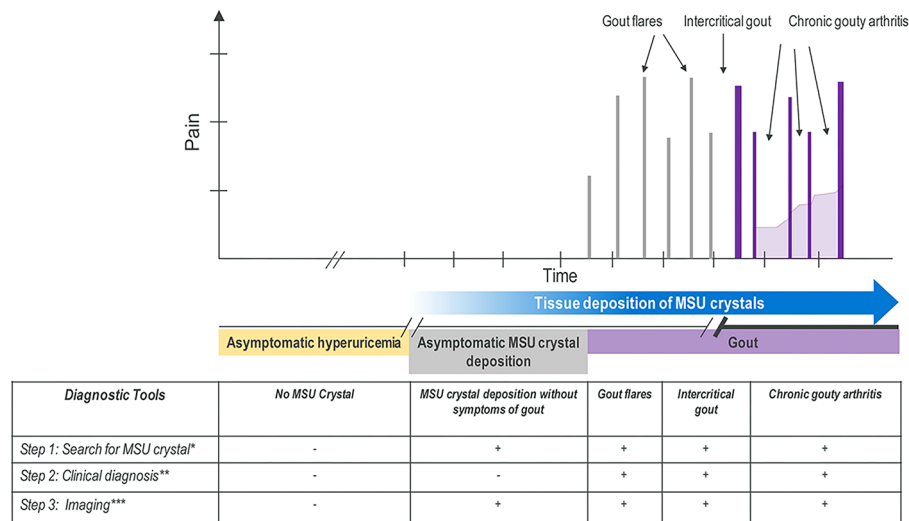 Gout flares
Intercritical gout
Chronic gouty arthritis
Pain
Time
Tissue deposition of MSU crystals
Asymptomatic hyperuricemia
Asymptomatic MSU crystal
deposition
Gout
Diagnostic Tools
No MSU Crystal
MSU crystal deposition without
symptoms of gout
Gout flares
Intercritical
gout
Chronic gouty arthritis
Step 1: Search for MSU crystal*
- + + + +
Step 2: Clinical diagnosis**
- - + + +
Step 3: Imaging***
- + + + +